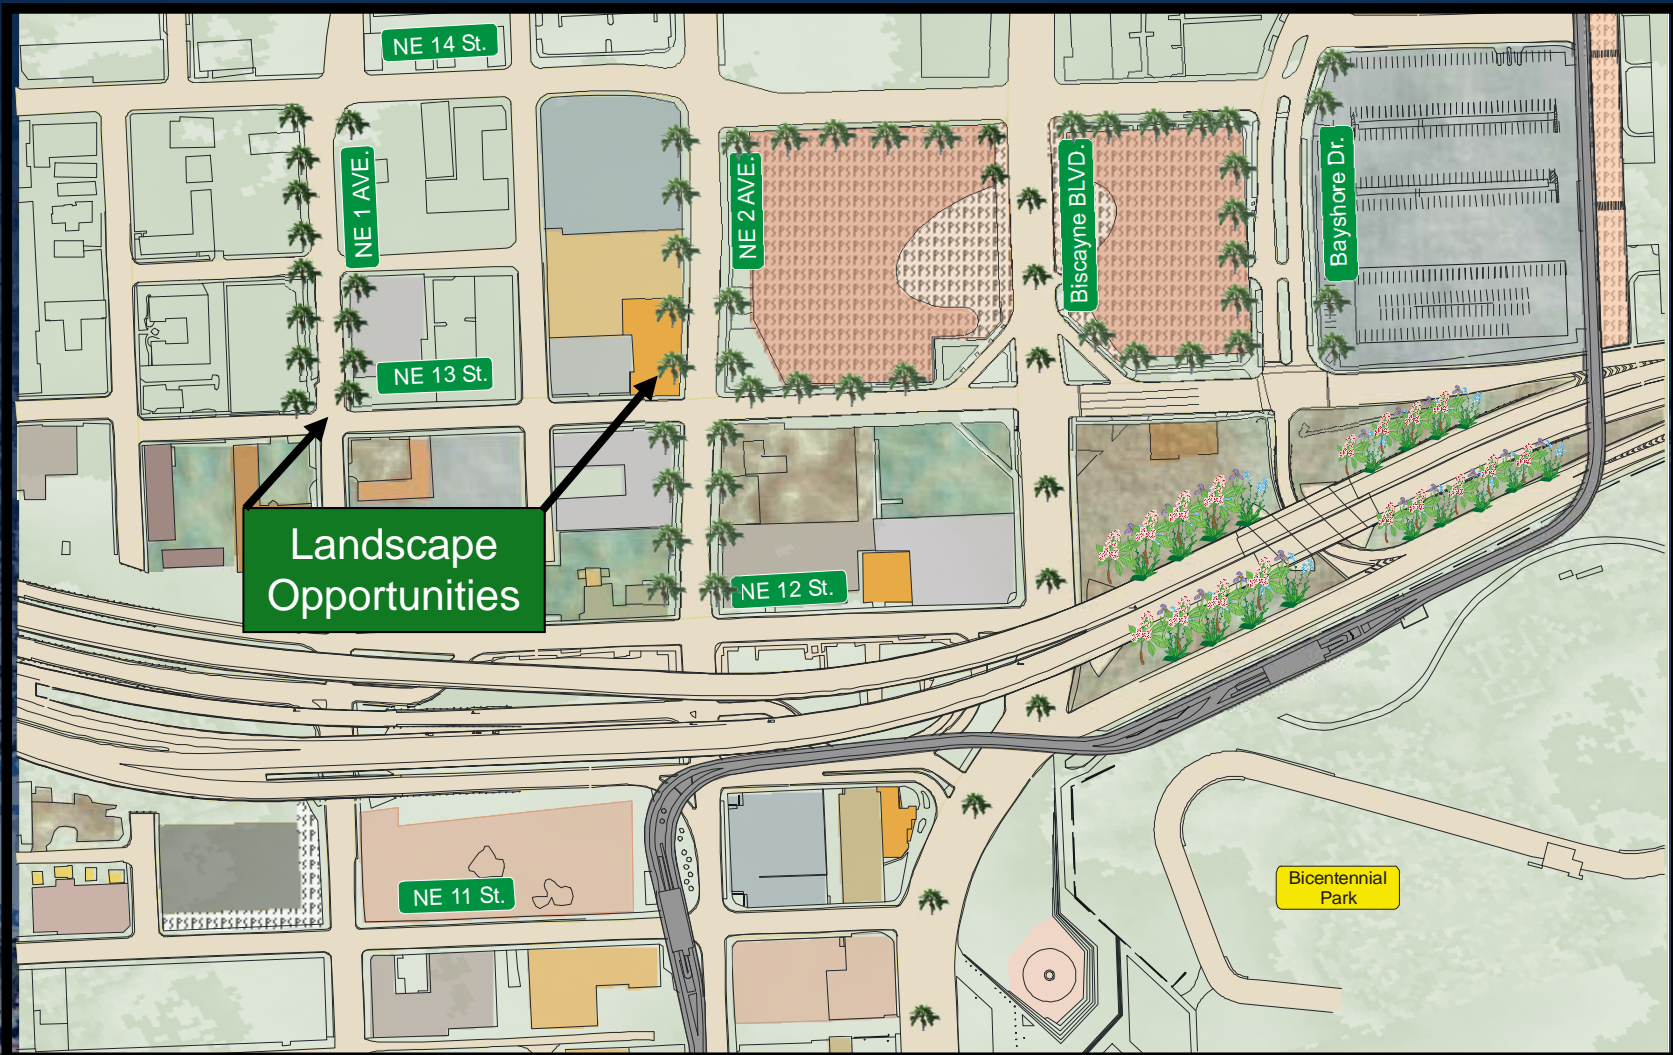 NE 14 St.
NE 1 AVE.
NE 2 AVE.
Biscayne BLVD.
Bayshore Dr.
NE 13 St.
Landscape
Opportunities
NE 12 St.
NE 11 St.
Bicentennial
Park